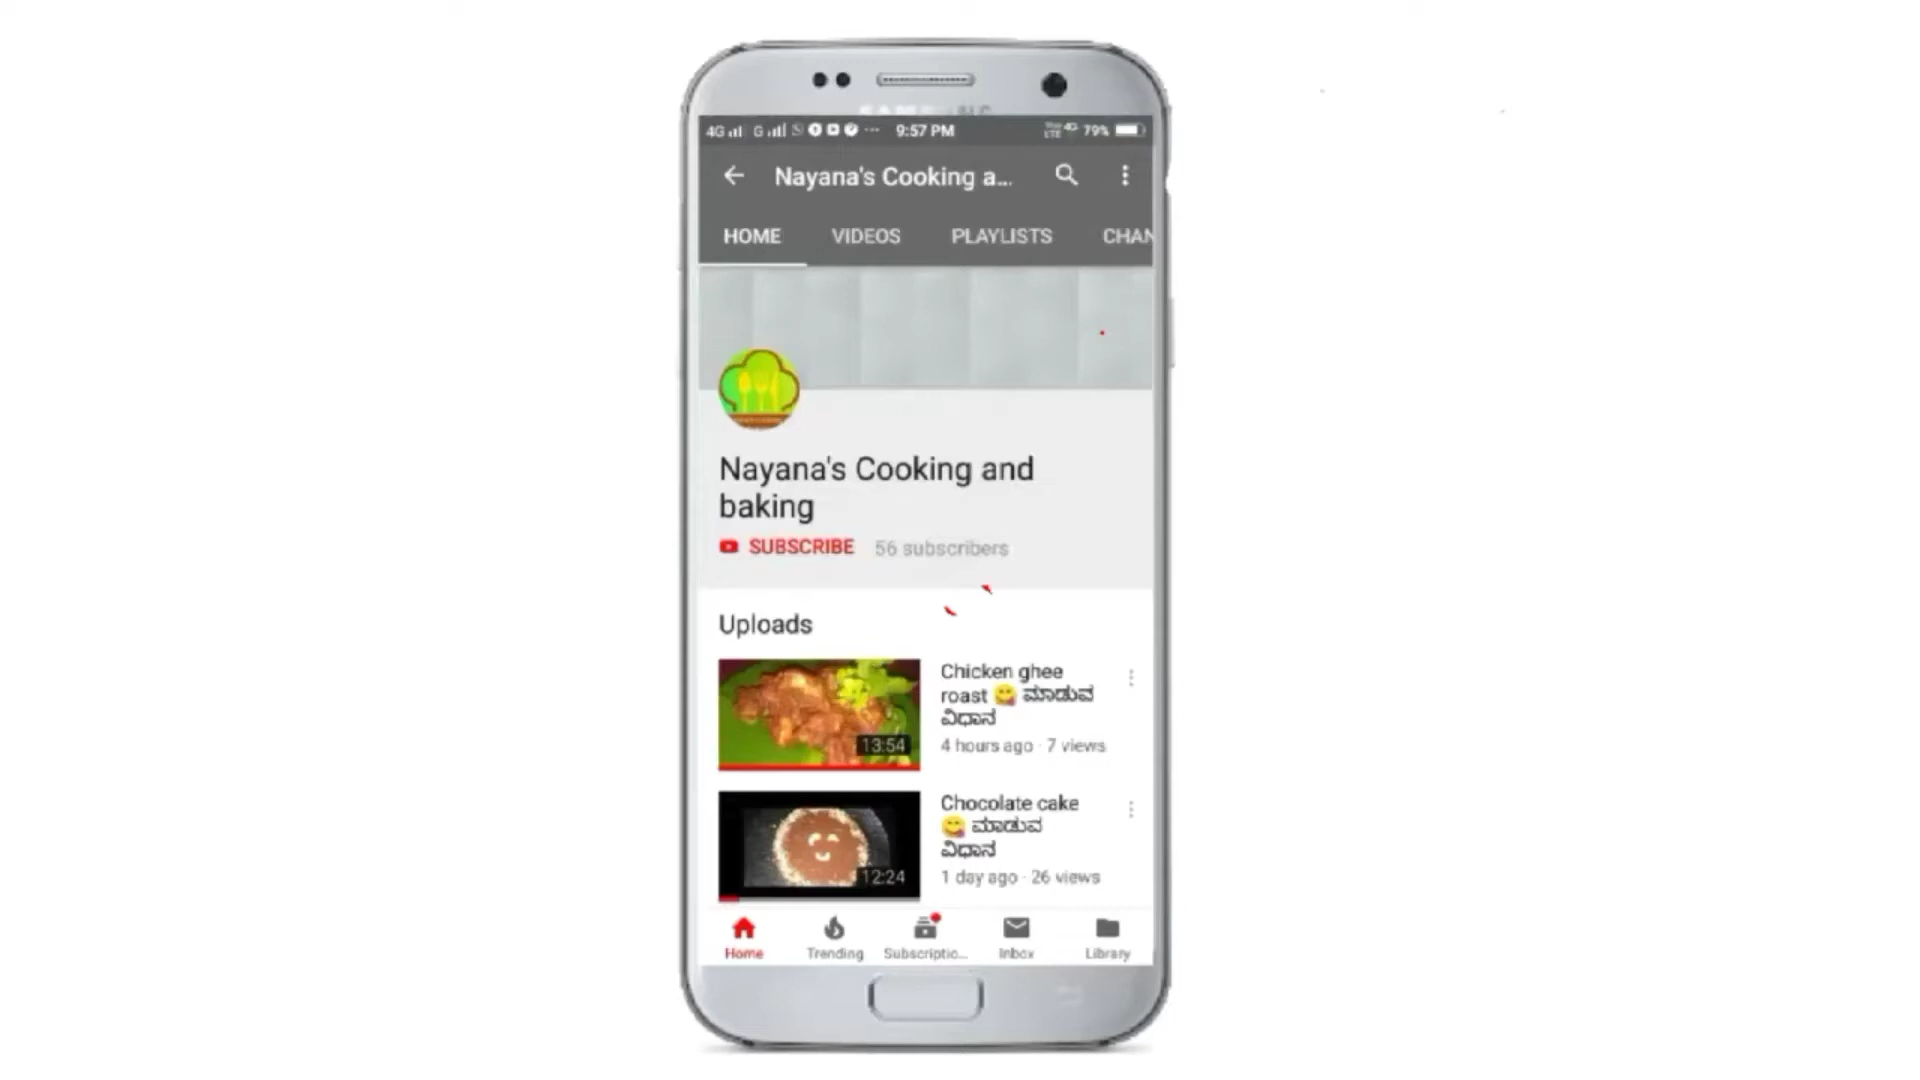 4G G 9:57 PM 4G LTE 79%
Nayana's Cooking a...
HOME VIDEOS PLAYLISTS CHAN
Nayana's Cooking and
baking
SUBSCRIBE 56 subscribers
Uploads
Chicken ghee
roast 😋 ಮಾಡುವ
ವಿಧಾನ
4 hours ago · 7 views
13:54
Chocolate cake
😋 ಮಾಡುವ
ವಿಧಾನ
1 day ago · 26 views
12:24
Home Trending Subscriptio... Inbox Library